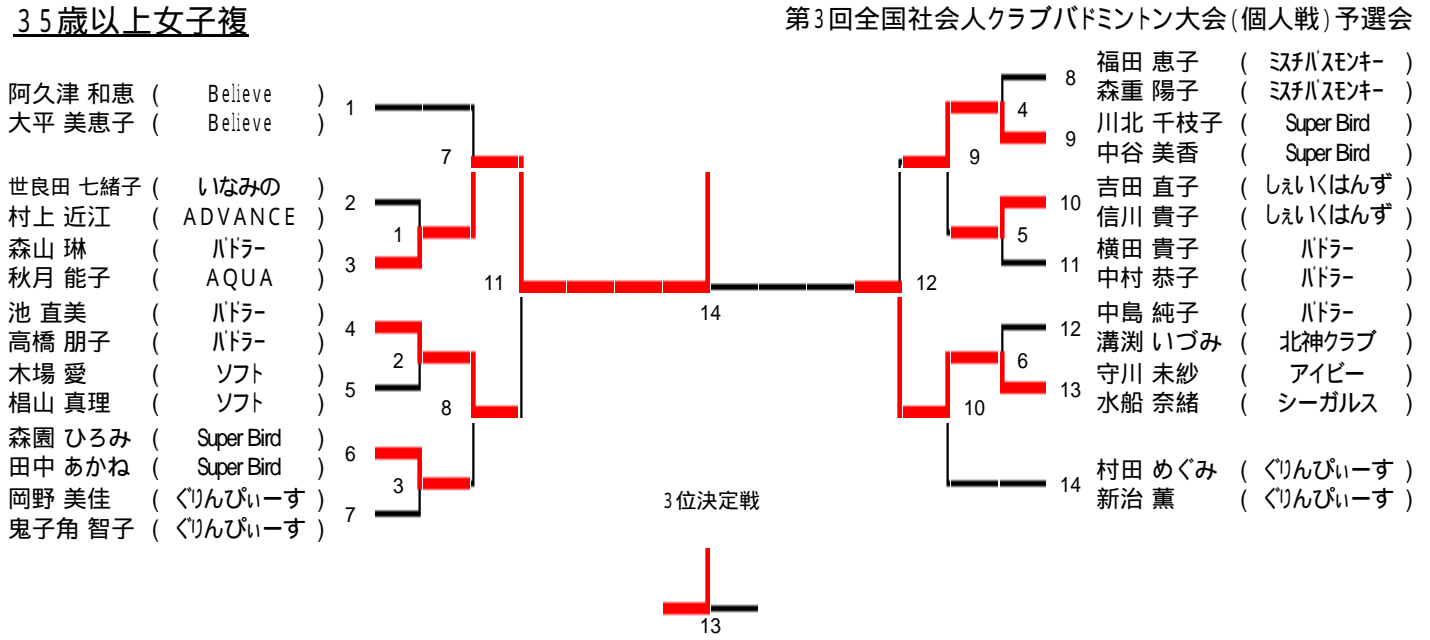 35歳以上女子複
第3回全国社会人クラブバドミントン大会(個人戦)予選会
阿久津 和恵 ( Believe ) 1
大平 美恵子 ( Believe )
7
世良田 七緒子 ( いなみの ) 2
村上 近江 ( ADVANCE )
1
森山 琳 ( バドラー ) 3
秋月 能子 ( AQUA )
11
池 直美 ( バドラー ) 4
高橋 朋子 ( バドラー )
2
木場 愛 ( ソフト ) 5
椙山 真理 ( ソフト )
8
森園 ひろみ ( Super Bird ) 6
田中 あかね ( Super Bird )
3
岡野 美佳 ( ぐりんぴぃーす ) 7
鬼子角 智子 ( ぐりんぴぃーす )
14
3位決定戦
13
8 福田 恵子 ( ミスチバスモンキー )
森重 陽子 ( ミスチバスモンキー )
4
9 川北 千枝子 ( Super Bird )
中谷 美香 ( Super Bird )
9
10 吉田 直子 ( しぇいくはんず )
信川 貴子 ( しぇいくはんず )
5
11 横田 貴子 ( バドラー )
中村 恭子 ( バドラー )
12
12 中島 純子 ( バドラー )
溝渕 いづみ ( 北神クラブ )
6
13 守川 未紗 ( アイビー )
水船 奈緒 ( シーガルス )
10
14 村田 めぐみ ( ぐりんぴぃーす )
新治 薫 ( ぐりんぴぃーす )